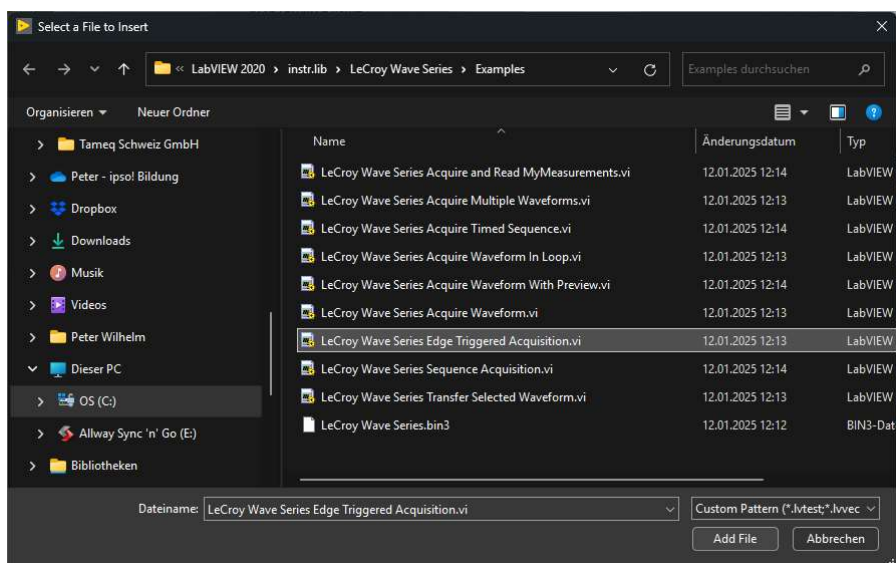 Select a File to Insert
« LabVIEW 2020 › instr.lib › LeCroy Wave Series › Examples
Examples durchsuchen
Organisieren
Neuer Ordner
Tameq Schweiz GmbH
Peter - ipso! Bildung
Dropbox
Downloads
Musik
Videos
Peter Wilhelm
Dieser PC
OS (C:)
Allway Sync 'n' Go (E:)
Bibliotheken
Name Änderungsdatum Typ
LeCroy Wave Series Acquire and Read MyMeasurements.vi 12.01.2025 12:14 LabVIEW
LeCroy Wave Series Acquire Multiple Waveforms.vi 12.01.2025 12:13 LabVIEW
LeCroy Wave Series Acquire Timed Sequence.vi 12.01.2025 12:14 LabVIEW
LeCroy Wave Series Acquire Waveform In Loop.vi 12.01.2025 12:13 LabVIEW
LeCroy Wave Series Acquire Waveform With Preview.vi 12.01.2025 12:14 LabVIEW
LeCroy Wave Series Acquire Waveform.vi 12.01.2025 12:13 LabVIEW
LeCroy Wave Series Edge Triggered Acquisition.vi 12.01.2025 12:13 LabVIEW
LeCroy Wave Series Sequence Acquisition.vi 12.01.2025 12:14 LabVIEW
LeCroy Wave Series Transfer Selected Waveform.vi 12.01.2025 12:13 LabVIEW
LeCroy Wave Series.bin3 12.01.2025 12:12 BIN3-Dat
Dateiname: LeCroy Wave Series Edge Triggered Acquisition.vi
Custom Pattern (*.lvtest;*.lvvec
Add File
Abbrechen